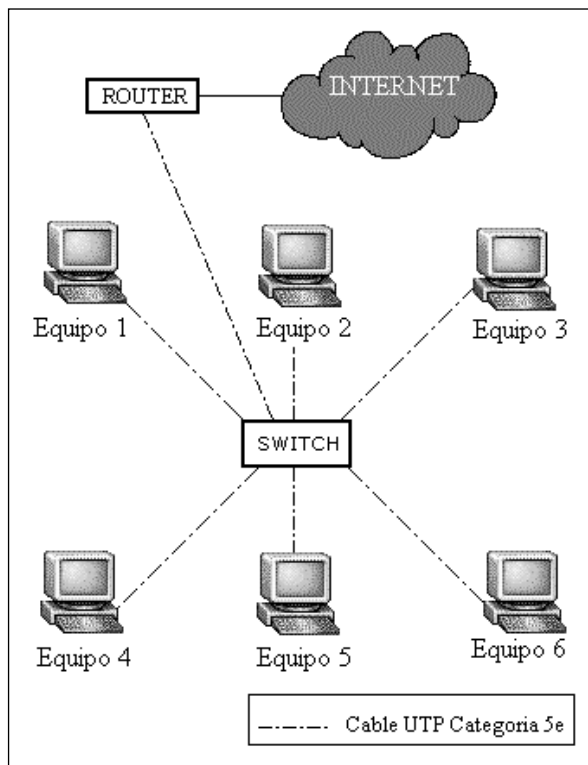 INTERNET
ROUTER
Equipo 1
Equipo 2
Equipo 3
SWITCH
Equipo 4
Equipo 5
Equipo 6
Cable UTP Categoria 5e